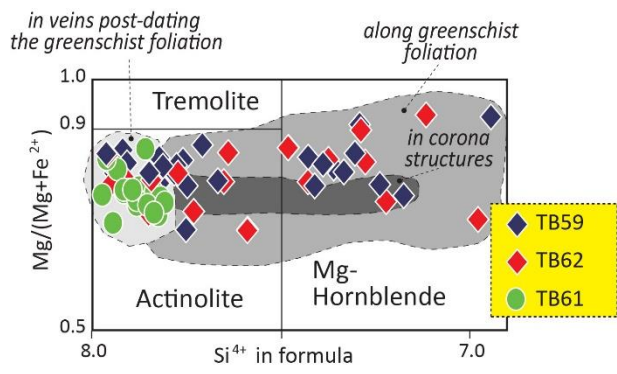 in veins post-dating
the greenschist foliation
along greenschist
foliation
1.0
Tremolite
0.9
in corona
structures
Mg/(Mg+Fe²⁺)
TB59
TB62
TB61
Mg-
Hornblende
Actinolite
0.5
8.0
Si⁴⁺ in formula
7.0